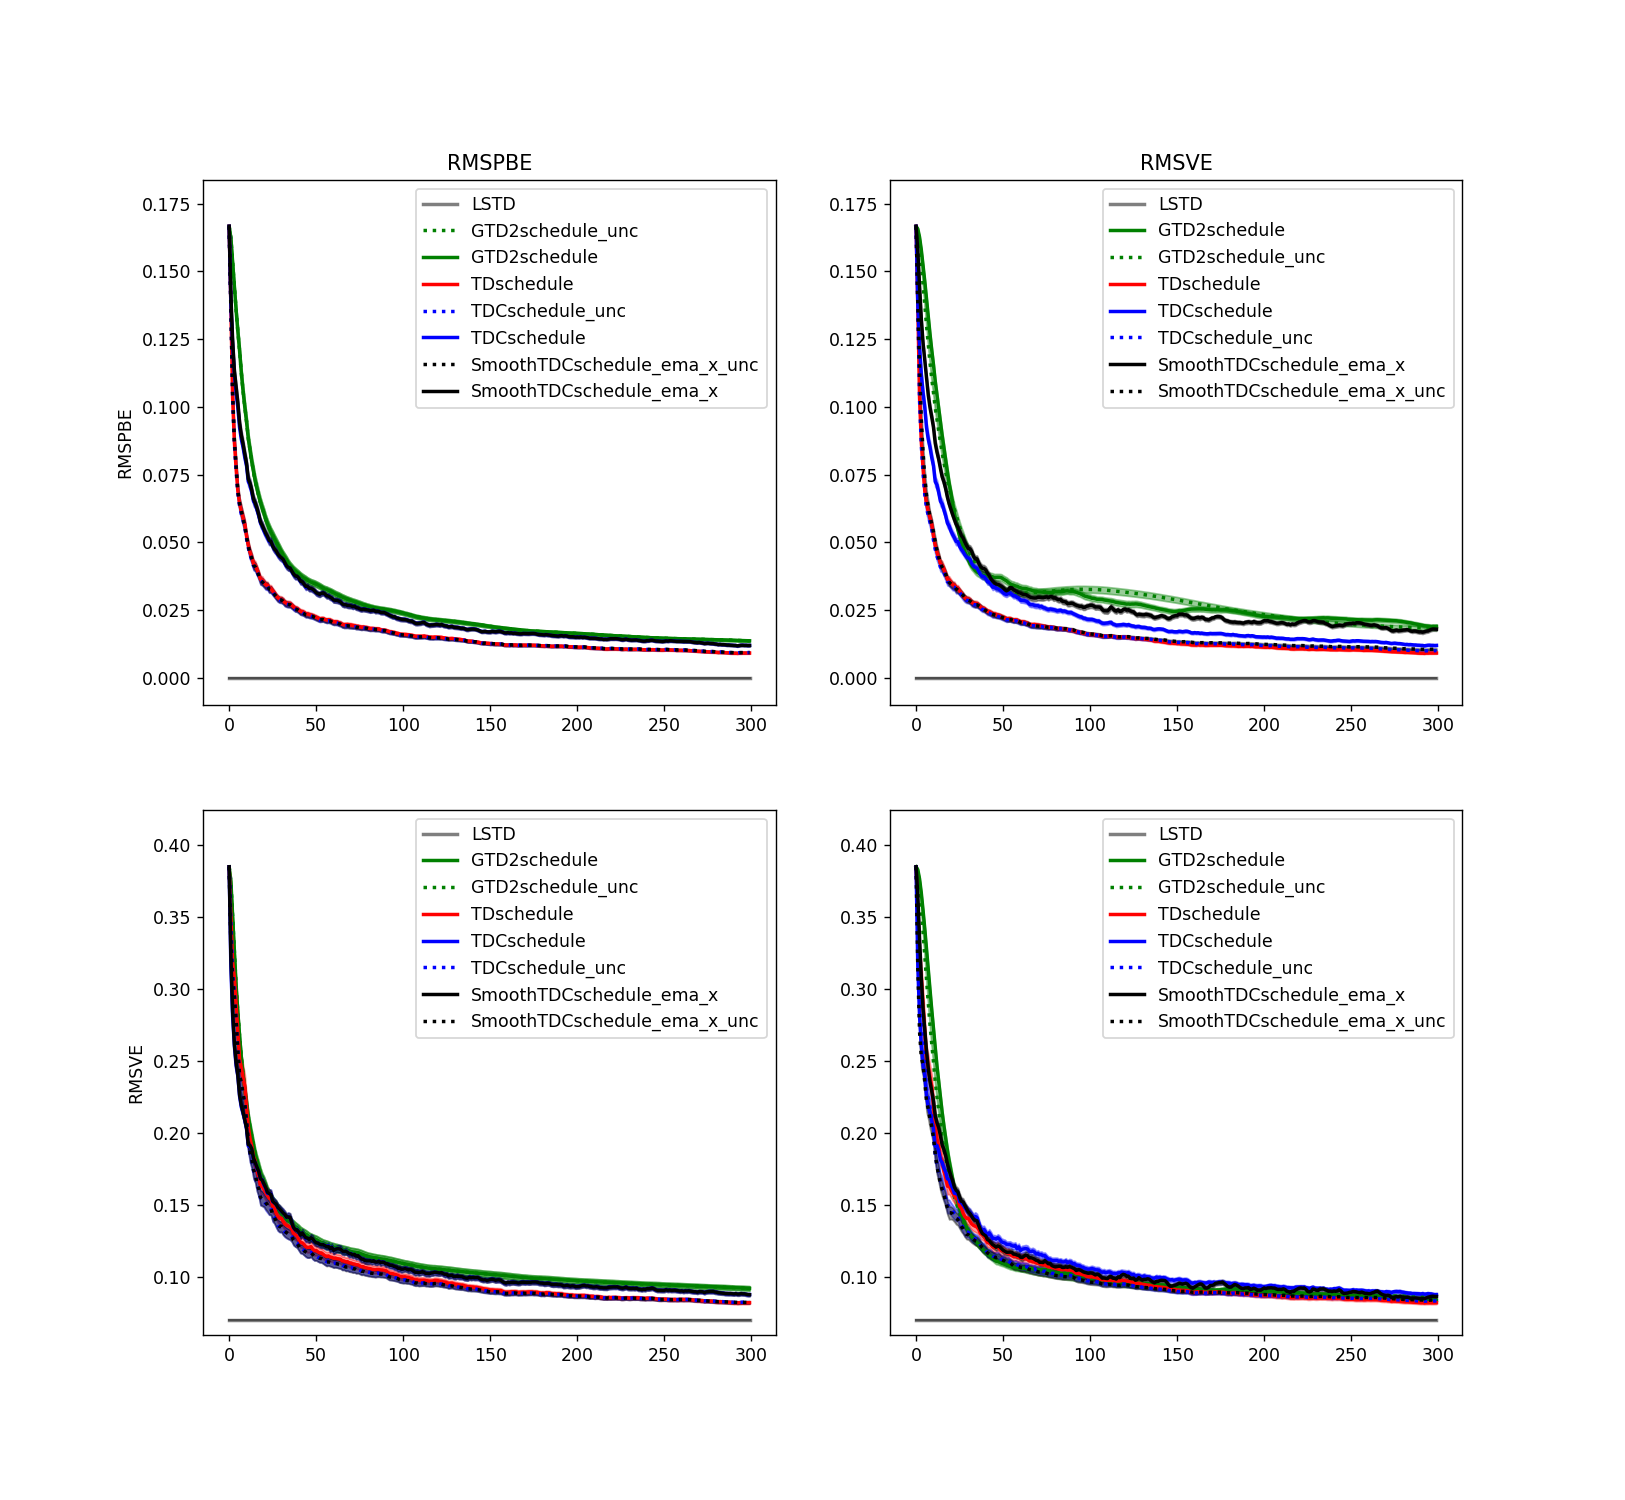 RMSPBE
RMSVE
RMSPBE
0.175
0.150
0.125
0.100
0.075
0.050
0.025
0.000
0
50
100
150
200
250
300
LSTD
GTD2schedule_unc
GTD2schedule
TDschedule
TDCschedule_unc
TDCschedule
SmoothTDCschedule_ema_x_unc
SmoothTDCschedule_ema_x
0.175
0.150
0.125
0.100
0.075
0.050
0.025
0.000
0
50
100
150
200
250
300
LSTD
GTD2schedule
GTD2schedule_unc
TDschedule
TDCschedule
TDCschedule_unc
SmoothTDCschedule_ema_x
SmoothTDCschedule_ema_x_unc
RMSVE
0.40
0.35
0.30
0.25
0.20
0.15
0.10
0
50
100
150
200
250
300
LSTD
GTD2schedule
GTD2schedule_unc
TDschedule
TDCschedule
TDCschedule_unc
SmoothTDCschedule_ema_x
SmoothTDCschedule_ema_x_unc
0.40
0.35
0.30
0.25
0.20
0.15
0.10
0
50
100
150
200
250
300
LSTD
GTD2schedule
GTD2schedule_unc
TDschedule
TDCschedule
TDCschedule_unc
SmoothTDCschedule_ema_x
SmoothTDCschedule_ema_x_unc